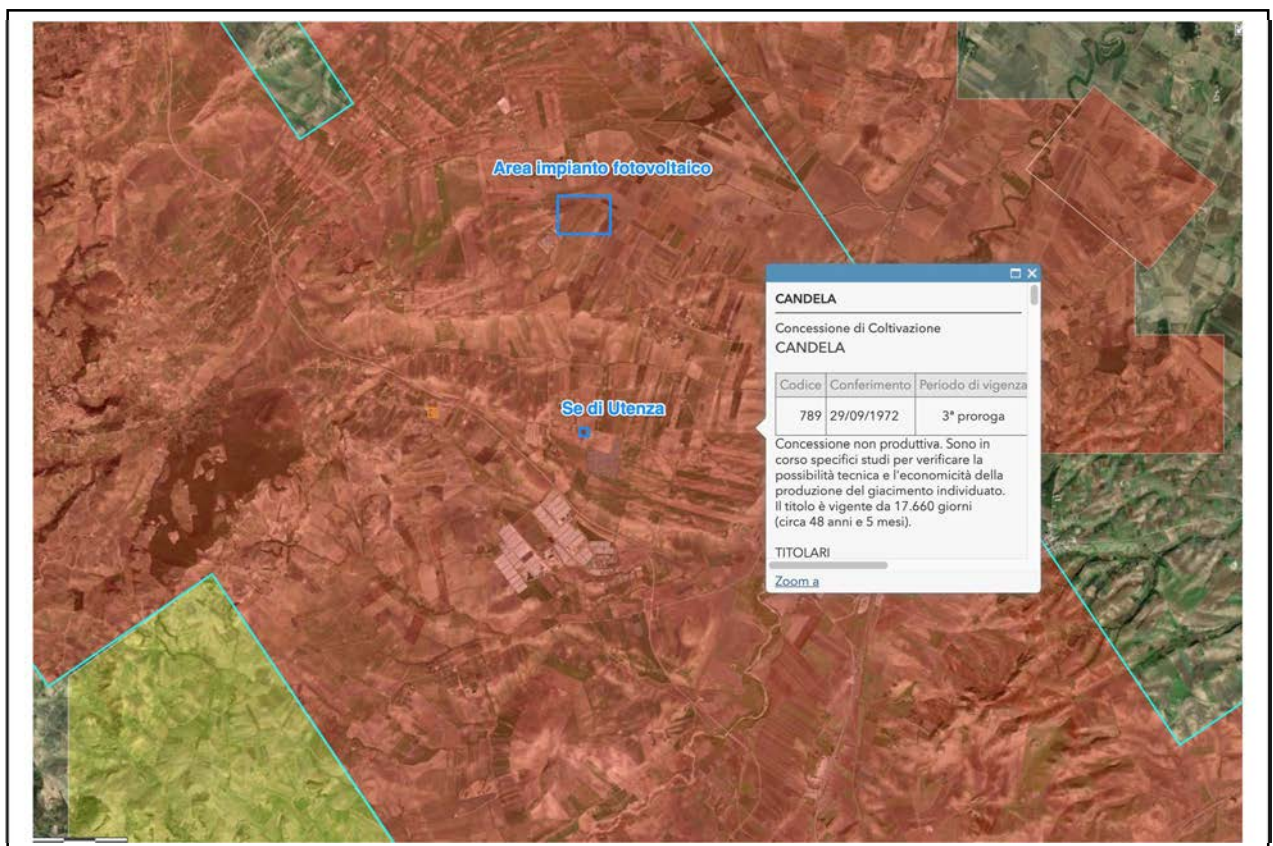 Area impianto fotovoltaico
CANDELA
Concessione di Coltivazione
CANDELA
Codice Conferimento Periodo di vigenza
789 29/09/1972 3ª proroga
Se di Utenza
Concessione non produttiva. Sono in
corso specifici studi per verificare la
possibilità tecnica e l'economicità della
produzione del giacimento individuato.
Il titolo è vigente da 17.660 giorni
(circa 48 anni e 5 mesi).
TITOLARI
Zoom a